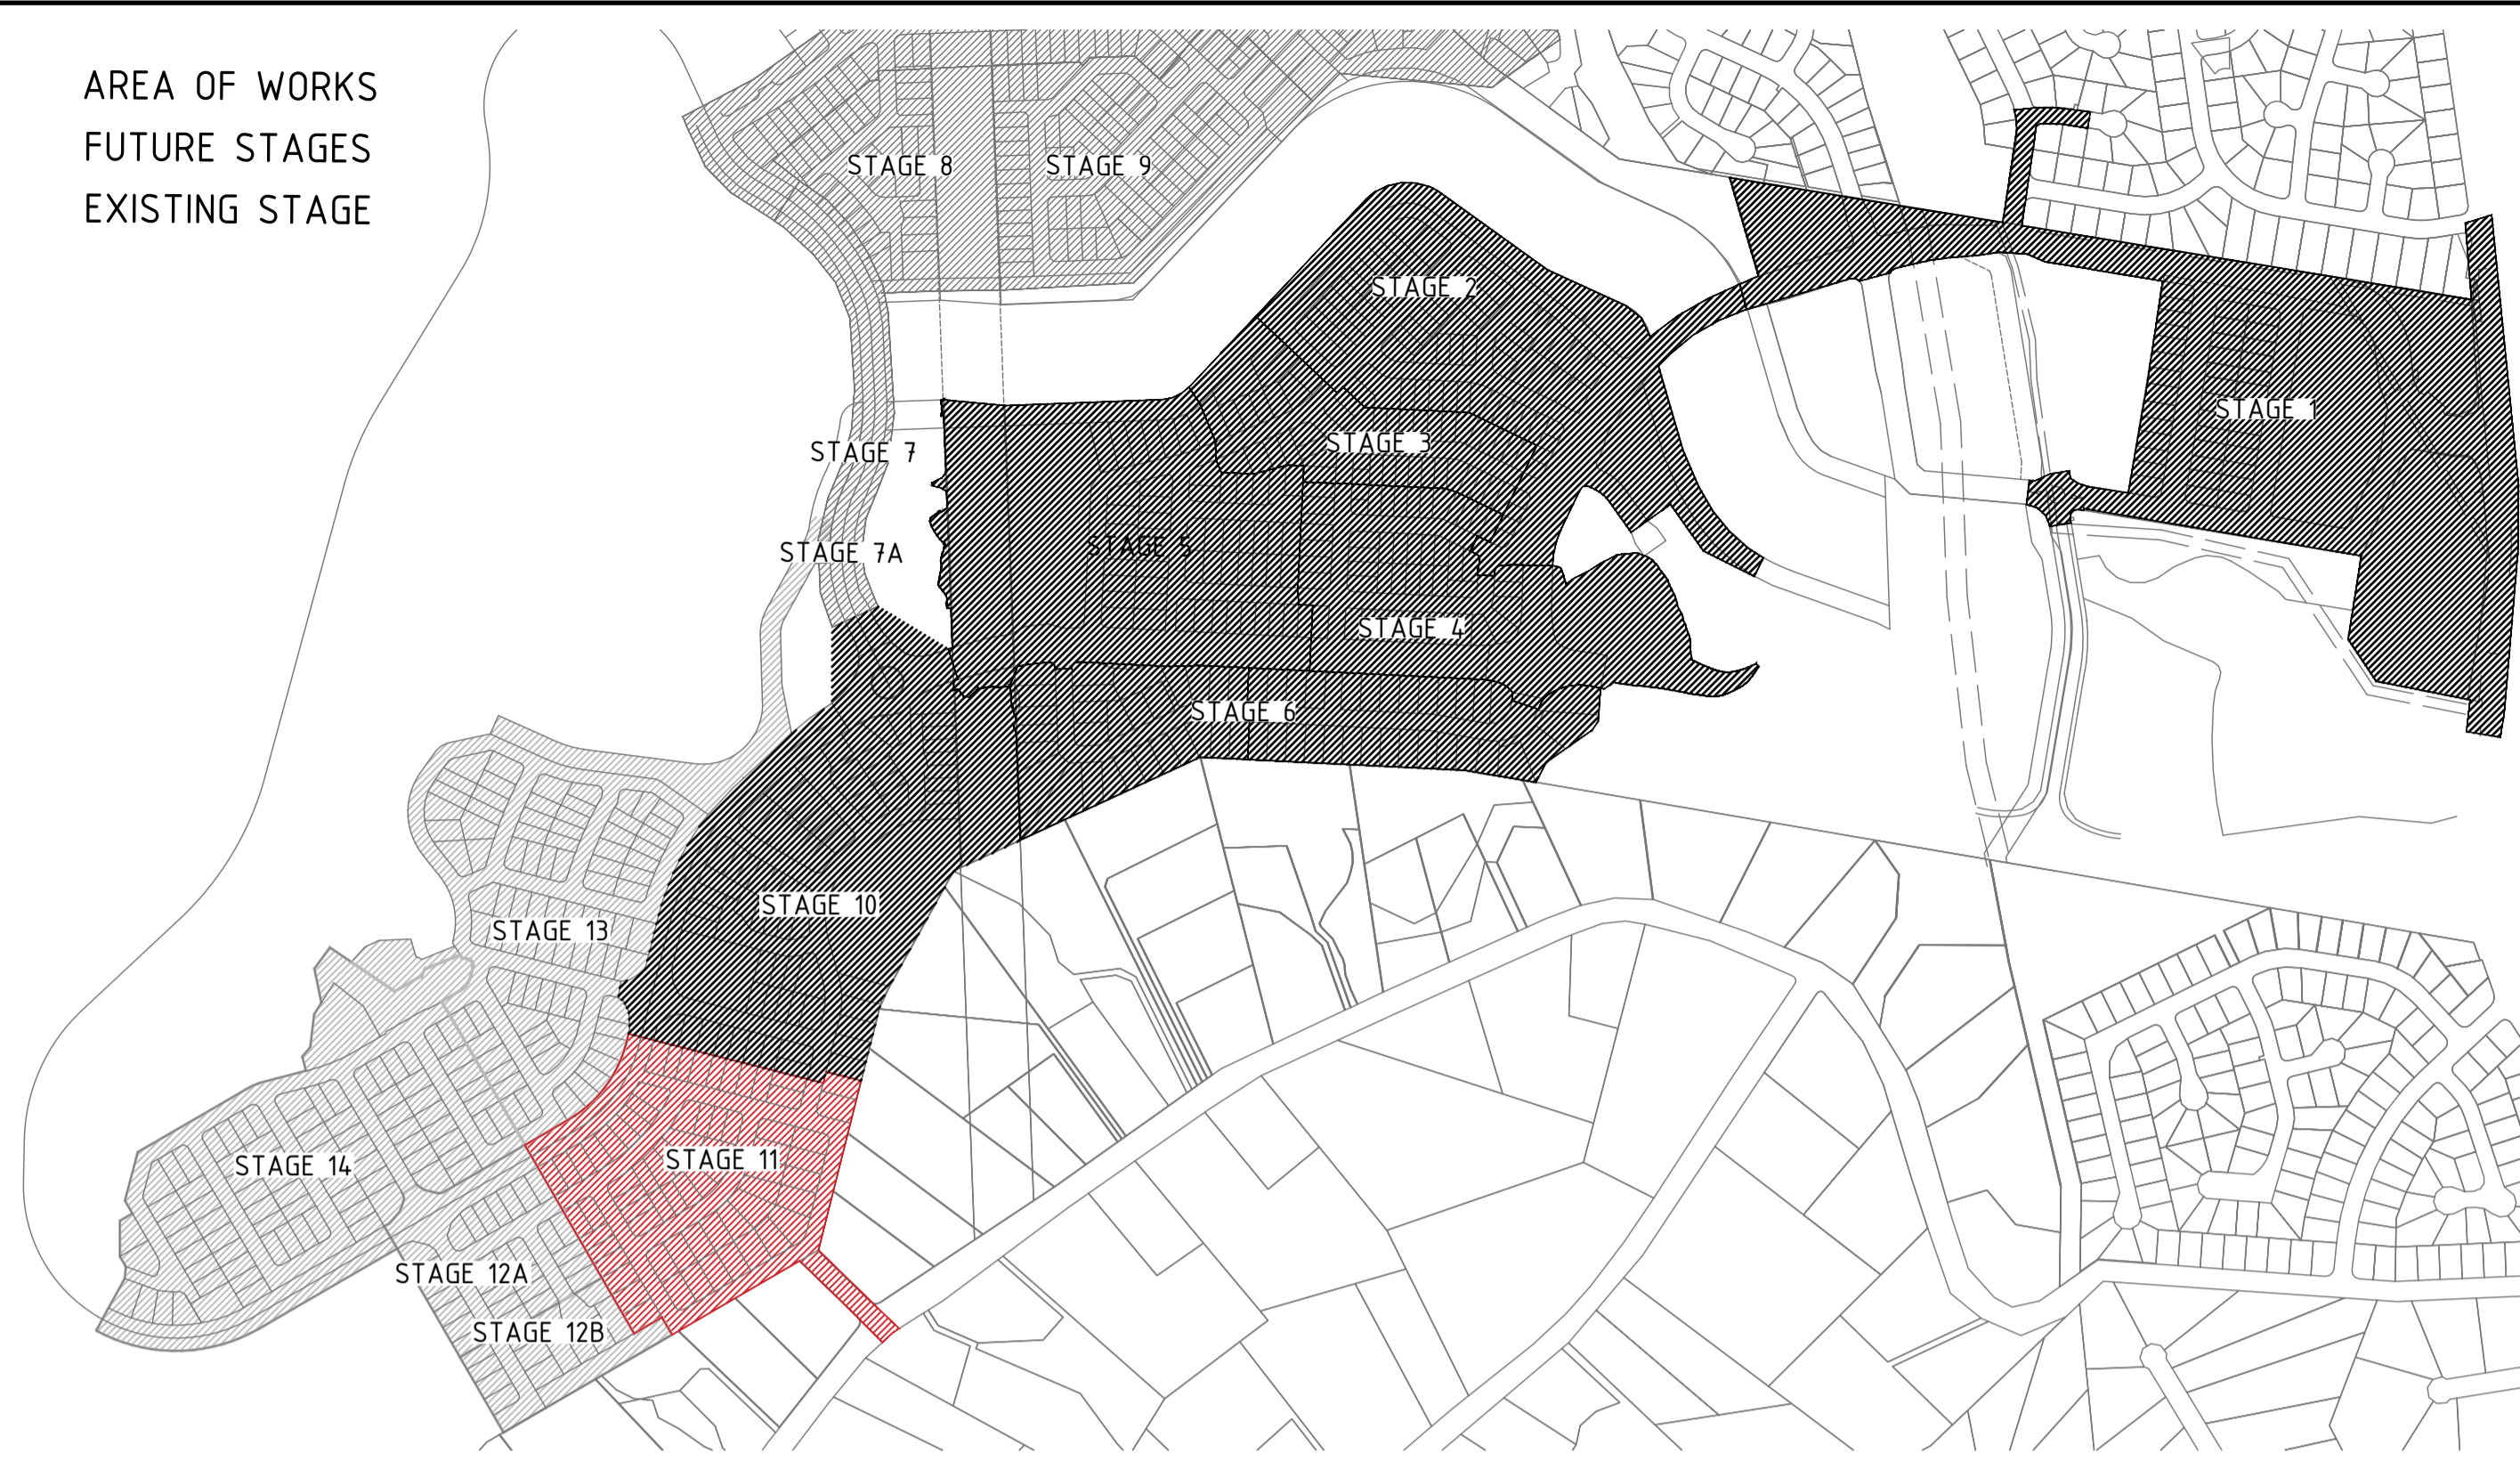 AREA OF WORKS
FUTURE STAGES
EXISTING STAGE
STAGE 8
STAGE 9
STAGE 2
STAGE 1
STAGE 3
STAGE 7
STAGE 5
STAGE 7A
STAGE 4
STAGE 6
STAGE 10
STAGE 13
STAGE 11
STAGE 14
STAGE 12A
STAGE 12B